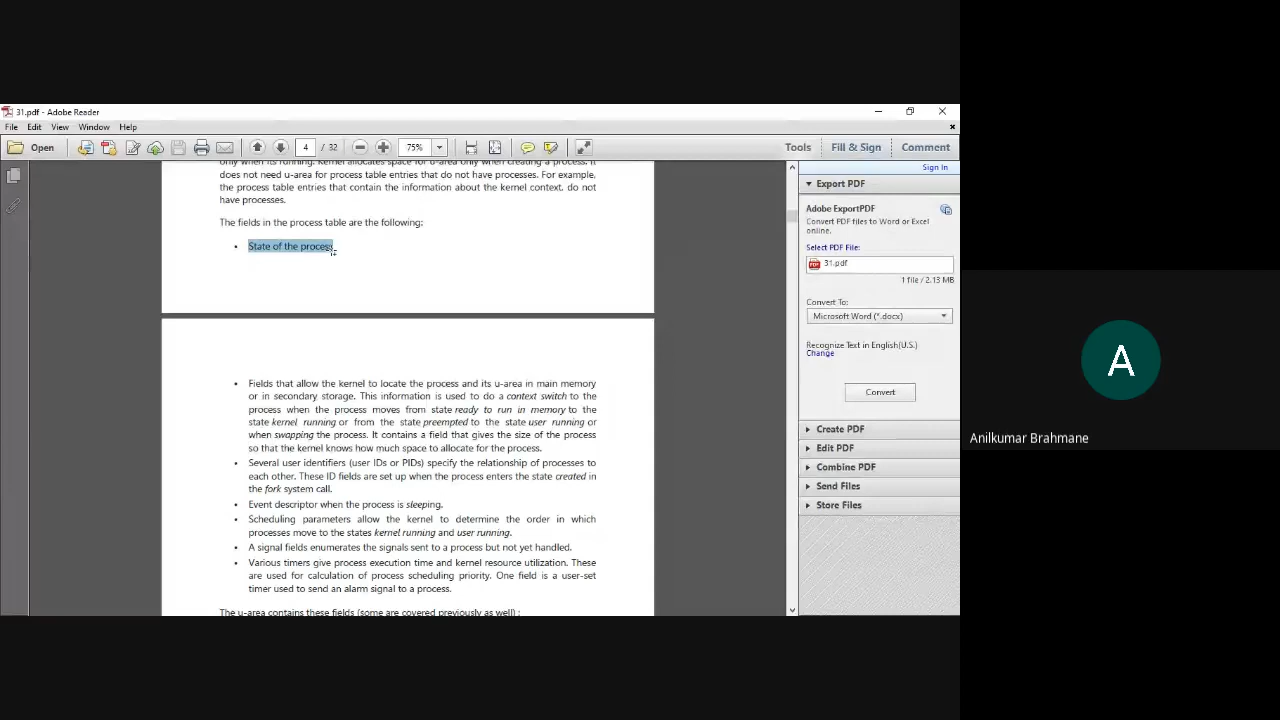 31.pdf - Adobe Reader
File Edit View Window Help
Open 4 / 32 75% Tools Fill & Sign Comment
only when its running. Kernel allocates space for u-area only when creating a process. It
does not need u-area for process table entries that do not have processes. For example,
the process table entries that contain the information about the kernel context, do not
have processes.
The fields in the process table are the following:
• State of the process
• Fields that allow the kernel to locate the process and its u-area in main memory
or in secondary storage. This information is used to do a context switch to the
process when the process moves from state ready to run in memory to the
state kernel running or from the state preempted to the state user running or
when swapping the process. It contains a field that gives the size of the process
so that the kernel knows how much space to allocate for the process.
• Several user identifiers (user IDs or PIDs) specify the relationship of processes to
each other. These ID fields are set up when the process enters the state created in
the fork system call.
• Event descriptor when the process is sleeping.
• Scheduling parameters allow the kernel to determine the order in which
processes move to the states kernel running and user running.
• A signal fields enumerates the signals sent to a process but not yet handled.
• Various timers give process execution time and kernel resource utilization. These
are used for calculation of process scheduling priority. One field is a user-set
timer used to send an alarm signal to a process.
The u-area contains these fields (some are covered previously as well) :
Sign In
Export PDF
Adobe ExportPDF
Convert PDF files to Word or Excel
online.
Select PDF File:
31.pdf
1 file / 2.13 MB
Convert To:
Microsoft Word (*.docx)
Recognize Text in English(U.S.)
Change
Convert
Create PDF
Edit PDF
Combine PDF
Send Files
Store Files
A
Anilkumar Brahmane